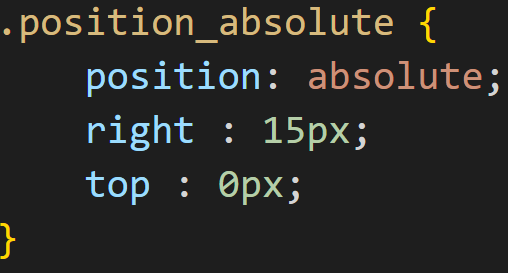 .position_absolute {
    position: absolute;
    right : 15px;
    top : 0px;
}